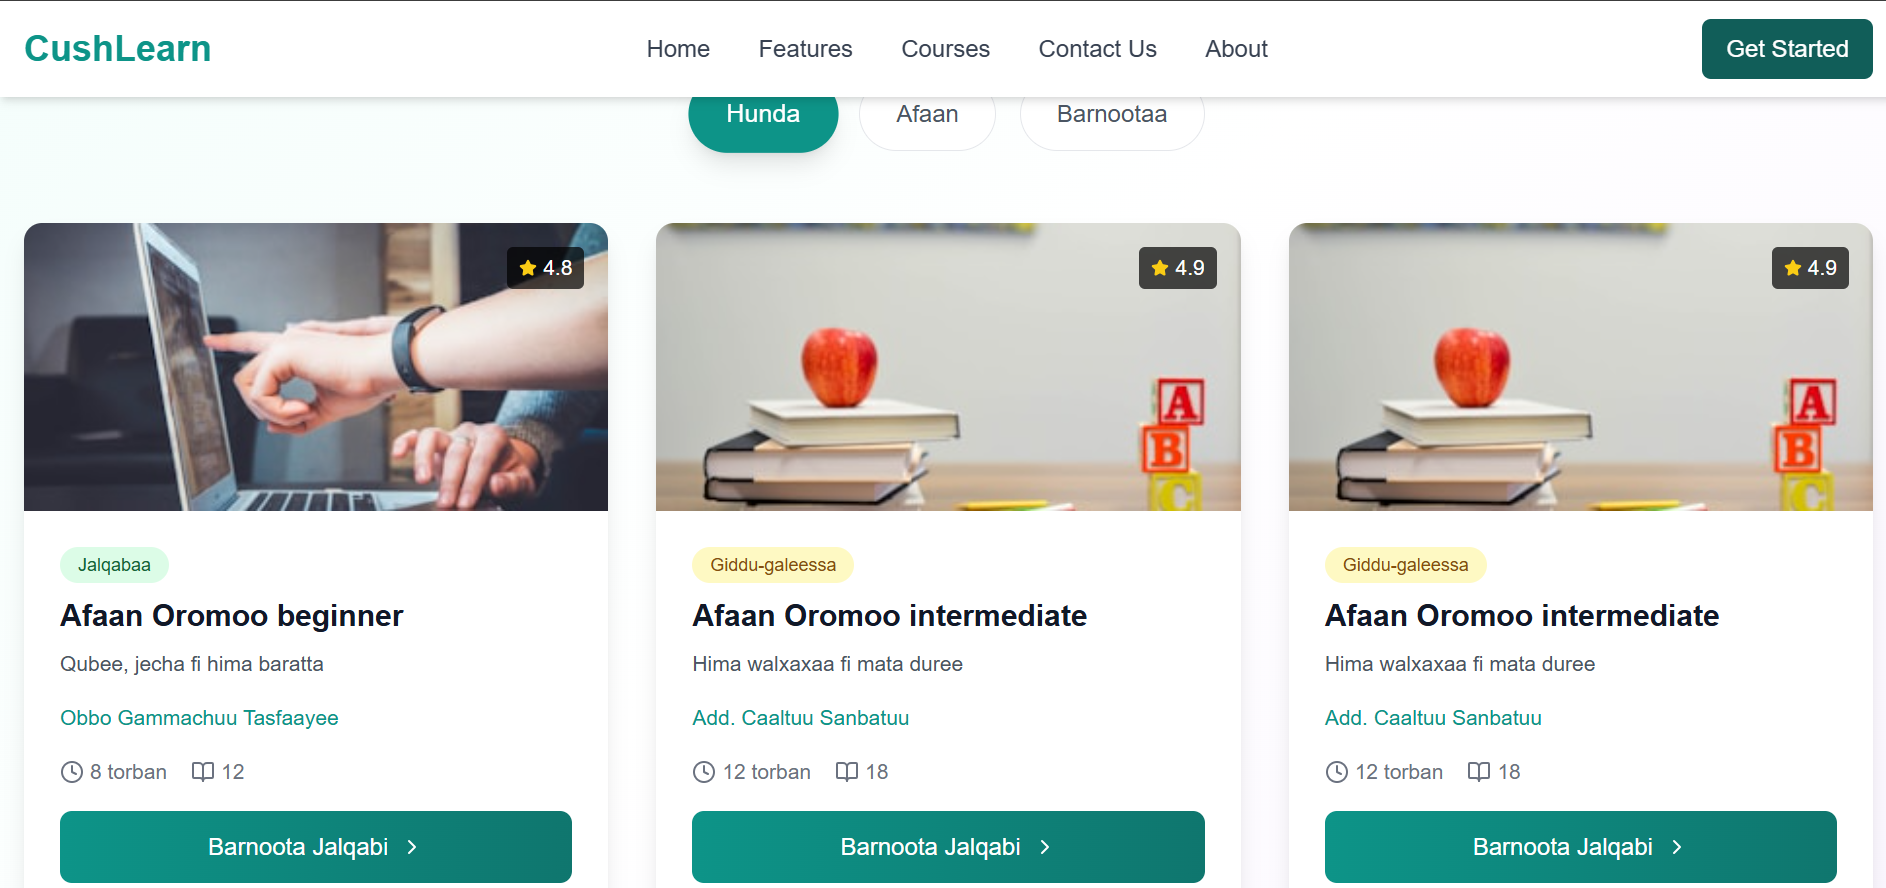 CushLearn
Home
Features
Courses
Contact Us
About
Get Started
Hunda
Afaan
Barnootaa
4.8
Jalqabaa
Afaan Oromoo beginner
Qubee, jecha fi hima baratta
Obbo Gammachuu Tasfaayee
8 torban
12
Barnoota Jalqabi
4.9
A
B
C
Giddu-galeessa
Afaan Oromoo intermediate
Hima walxaxaa fi mata duree
Add. Caaltuu Sanbatuu
12 torban
18
Barnoota Jalqabi
4.9
A
B
C
Giddu-galeessa
Afaan Oromoo intermediate
Hima walxaxaa fi mata duree
Add. Caaltuu Sanbatuu
12 torban
18
Barnoota Jalqabi